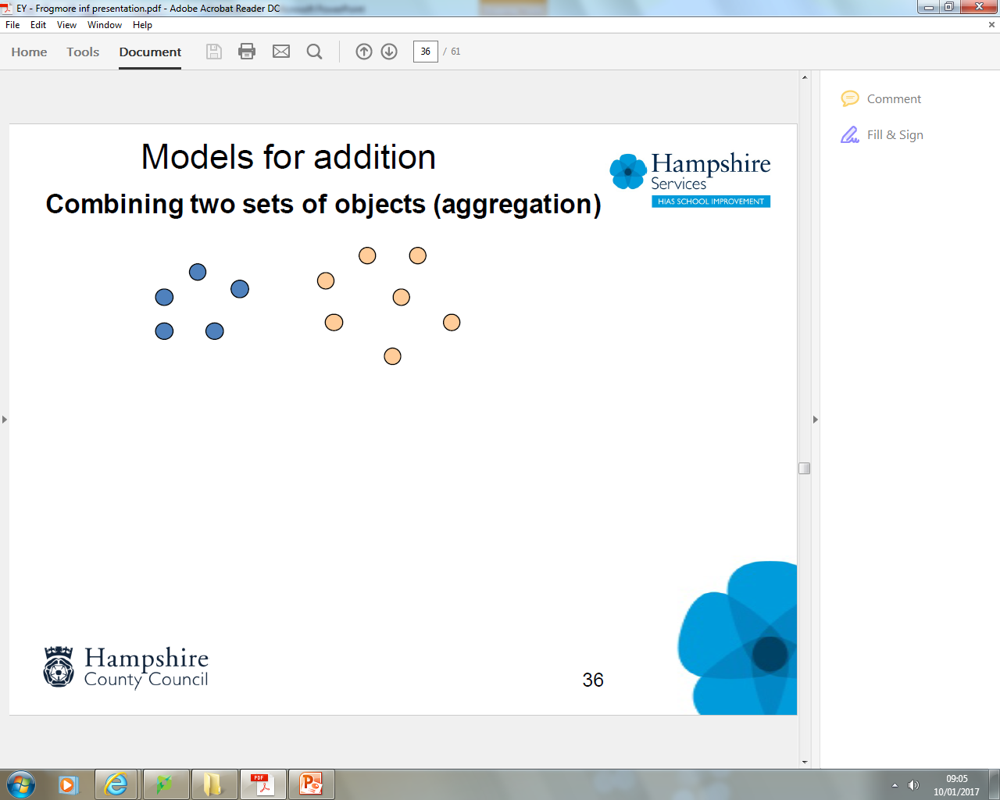 EY - Frogmore inf presentation.pdf - Adobe Acrobat Reader DC
File Edit View Window Help
Home Tools Document 36 / 61
Comment
Fill & Sign
Models for addition
Hampshire
Services
HIAS SCHOOL IMPROVEMENT
Combining two sets of objects (aggregation)
Hampshire
County Council
36
PDF
09:05
10/01/2017